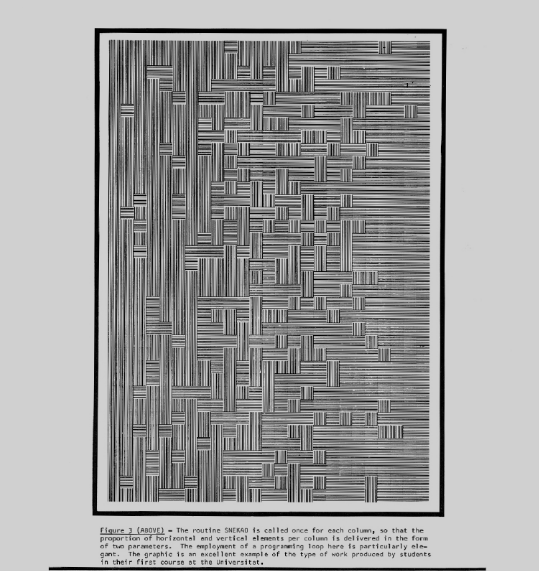 Figure 3 (ABOVE) - The routine SNEKAO is called once for each column, so that the
proportion of horizontal and vertical elements per column is delivered in the form
of two parameters. The employment of a programming loop here is particularly ele-
gant. The graphic is an excellent example of the type of work produced by students
in their first course at the Universitat.